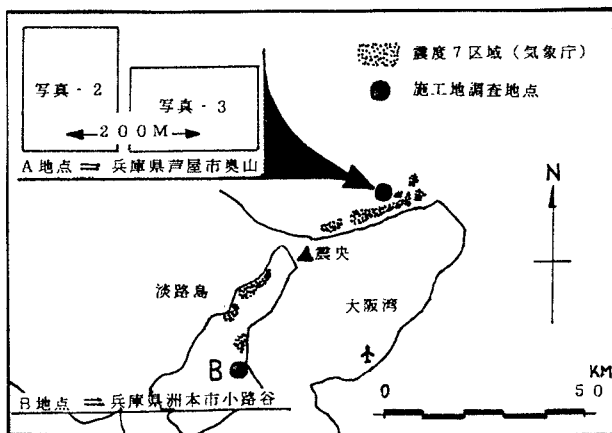 写真-2
写真-3
200M
A地点 ＝ 兵庫県芦屋市奥山
震度7区域（気象庁）
施工地調査地点
N
震央
淡路島
大阪湾
B
B地点 ＝ 兵庫県洲本市小路谷
KM
0 50